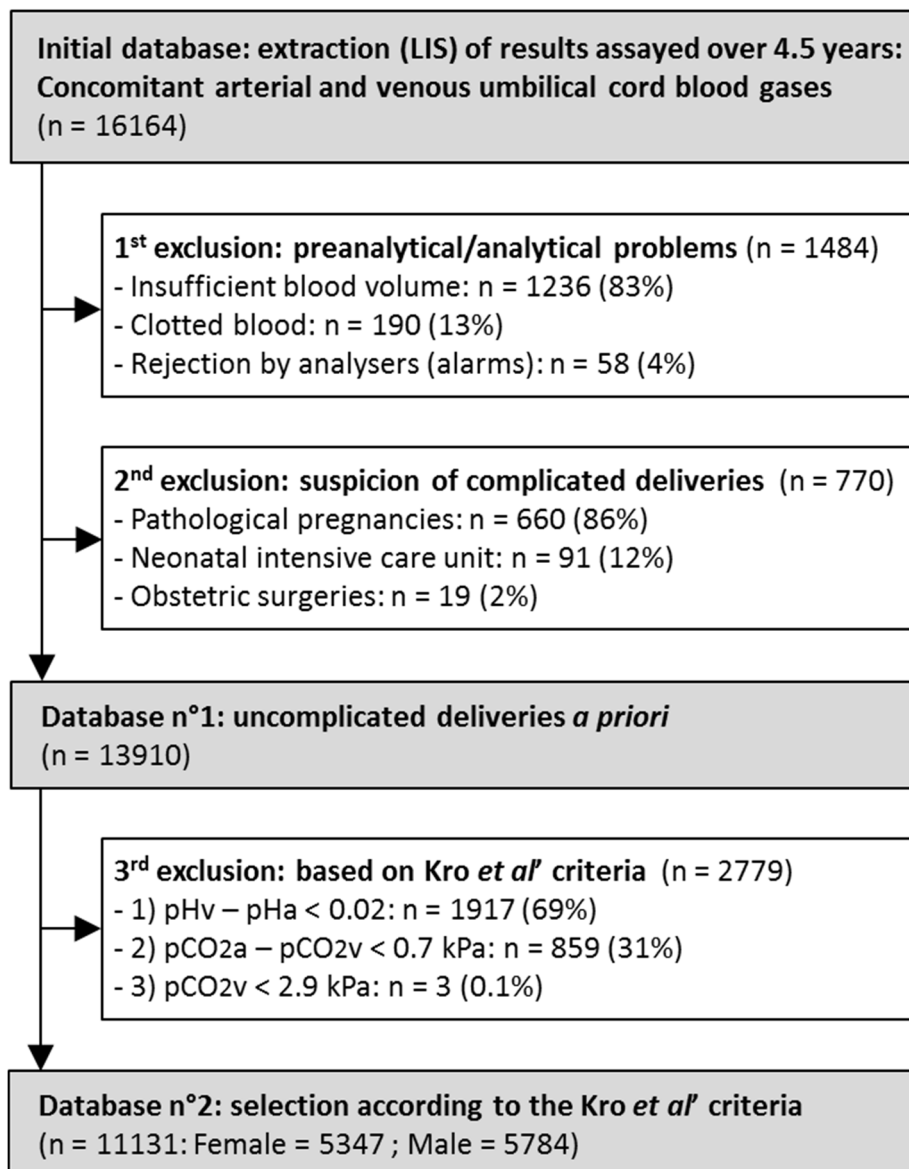 Initial database: extraction (LIS) of results assayed over 4.5 years:
Concomitant arterial and venous umbilical cord blood gases
(n = 16164)
1st exclusion: preanalytical/analytical problems (n = 1484)
- Insufficient blood volume: n = 1236 (83%)
- Clotted blood: n = 190 (13%)
- Rejection by analysers (alarms): n = 58 (4%)
2nd exclusion: suspicion of complicated deliveries (n = 770)
- Pathological pregnancies: n = 660 (86%)
- Neonatal intensive care unit: n = 91 (12%)
- Obstetric surgeries: n = 19 (2%)
Database n°1: uncomplicated deliveries a priori
(n = 13910)
3rd exclusion: based on Kro et al' criteria (n = 2779)
- 1) pHv – pHa < 0.02: n = 1917 (69%)
- 2) pCO2a – pCO2v < 0.7 kPa: n = 859 (31%)
- 3) pCO2v < 2.9 kPa: n = 3 (0.1%)
Database n°2: selection according to the Kro et al' criteria
(n = 11131: Female = 5347 ; Male = 5784)